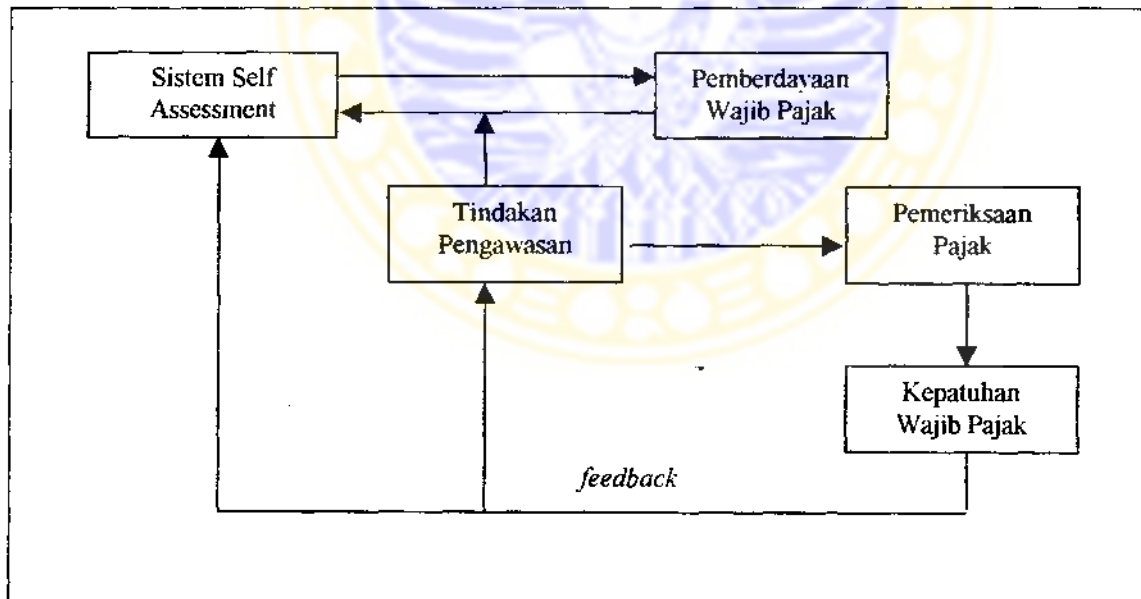 Sistem Self
Assessment
Pemberdayaan
Wajib Pajak
Tindakan
Pengawasan
Pemeriksaan
Pajak
Kepatuhan
Wajib Pajak
feedback